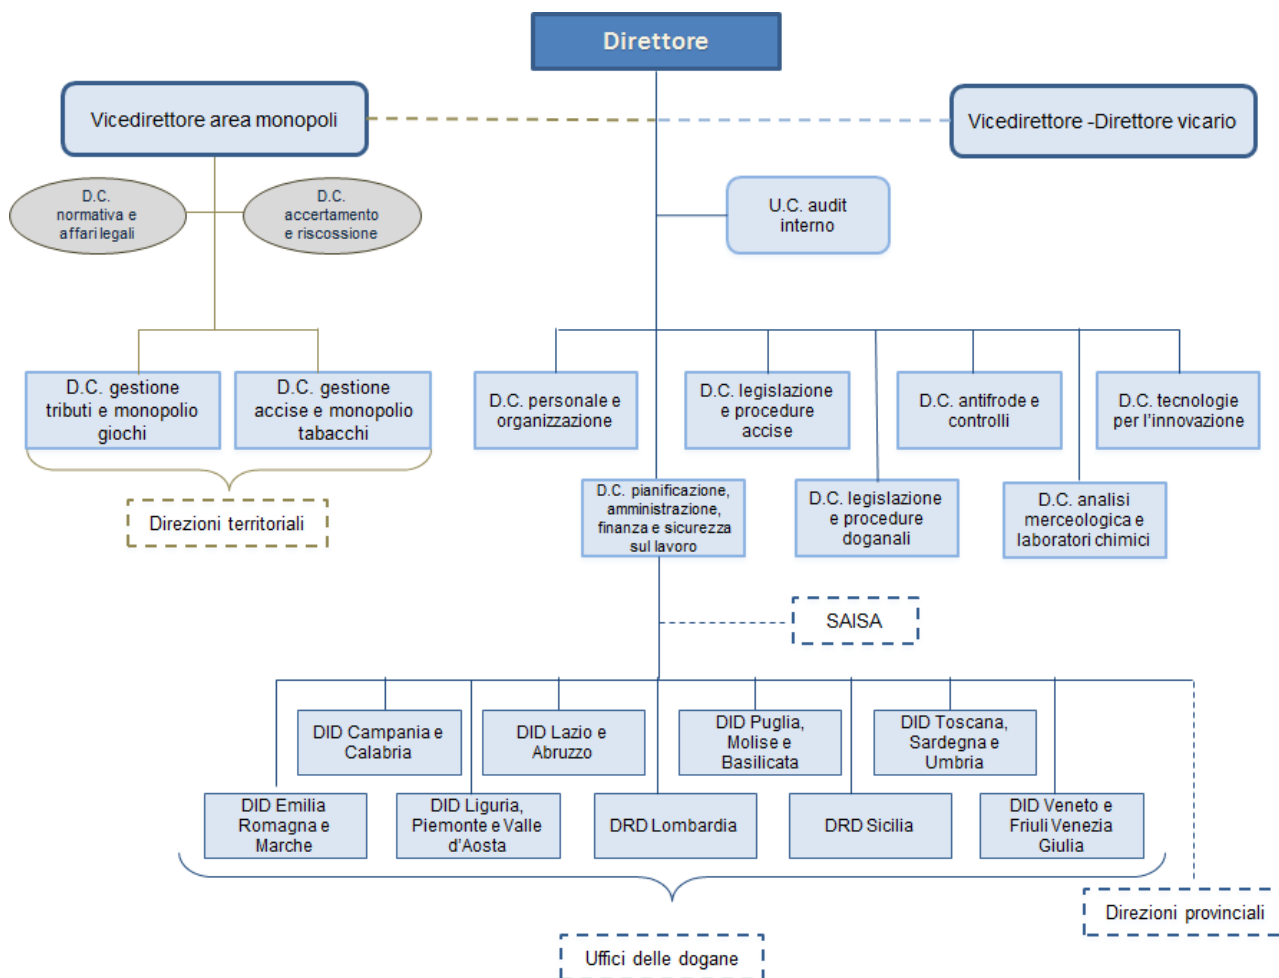 Direttore
Vicedirettore area monopoli
Vicedirettore -Direttore vicario
D.C.
normativa e
affari legali
D.C.
accertamento
e riscossione
U.C. audit
interno
D.C. gestione
tributi e monopolio
giochi
D.C. gestione
accise e monopolio
tabacchi
D.C. personale e
organizzazione
D.C. legislazione
e procedure
accise
D.C. antifrode e
controlli
D.C. tecnologie
per l'innovazione
Direzioni territoriali
D.C. pianificazione,
amministrazione,
finanza e sicurezza
sul lavoro
D.C. legislazione
e procedure
doganali
D.C. analisi
merceologica e
laboratori chimici
SAISA
DID Campania e
Calabria
DID Lazio e
Abruzzo
DID Puglia,
Molise e
Basilicata
DID Toscana,
Sardegna e
Umbria
DID Emilia
Romagna e
Marche
DID Liguria,
Piemonte e Valle
d'Aosta
DRD Lombardia
DRD Sicilia
DID Veneto e
Friuli Venezia
Giulia
Direzioni provinciali
Uffici delle dogane